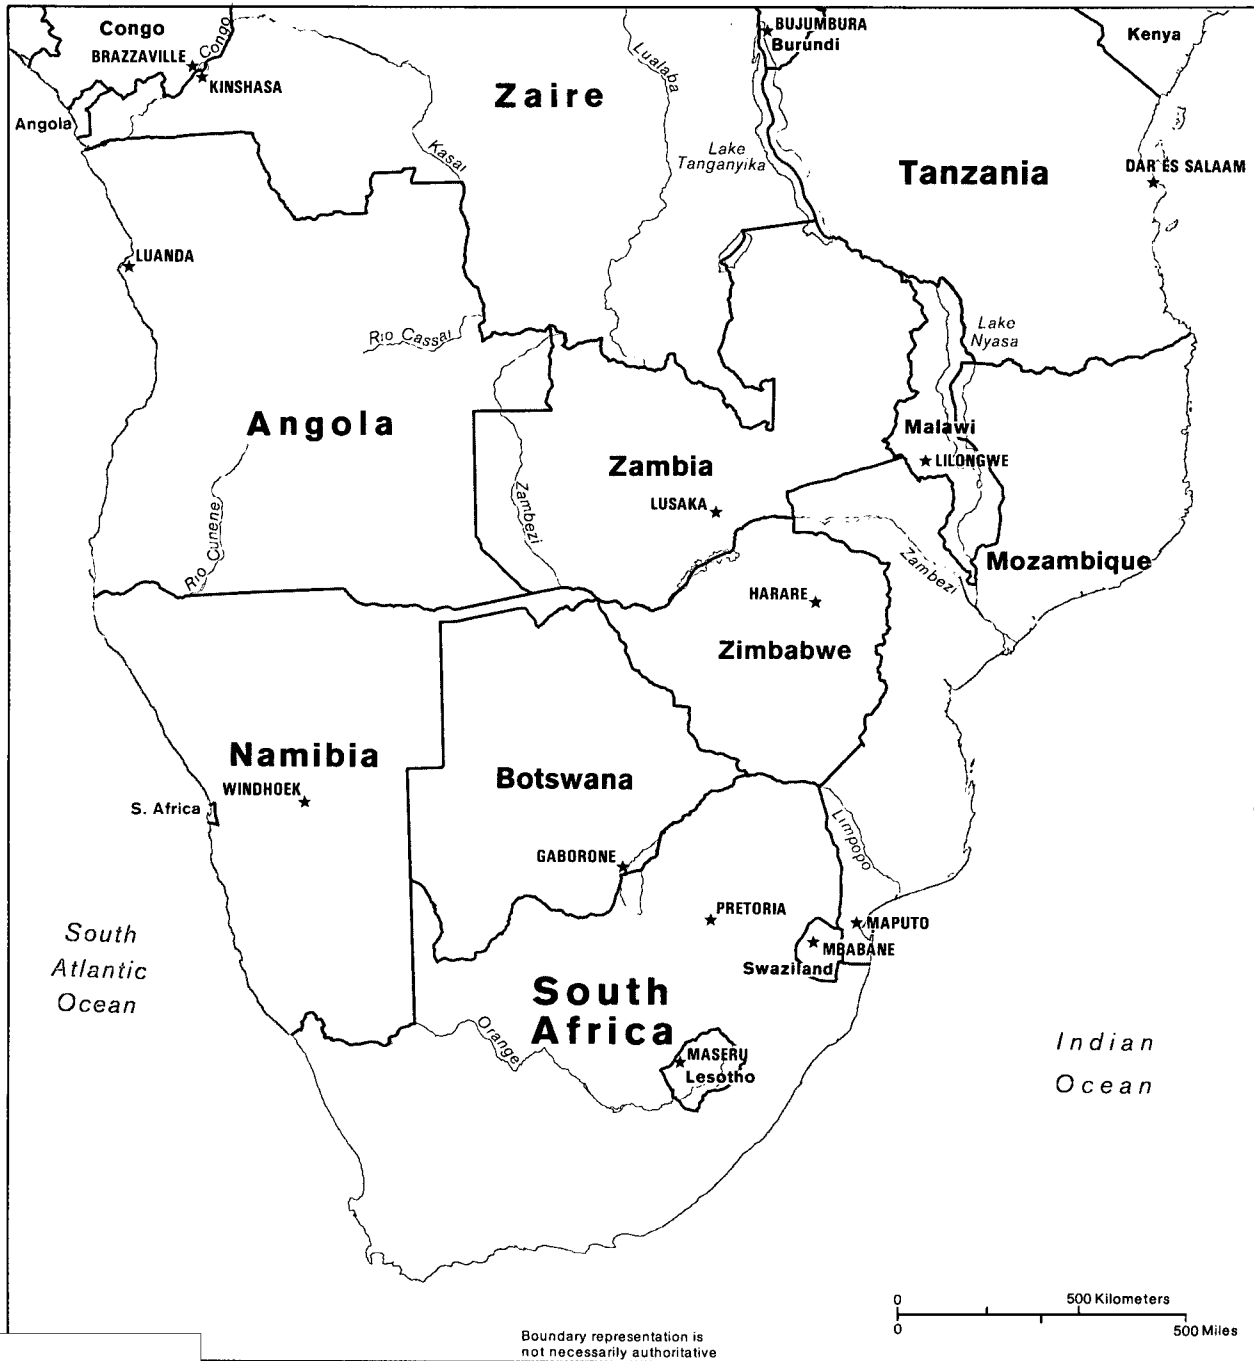 Congo
BRAZZAVILLE
Congo
KINSHASA
Angola
Zaire
Lualaba
BUJUMBURA
Burundi
Kenya
Kasai
Lake
Tanganyika
Tanzania
DAR ES SALAAM
LUANDA
Rio Cassai
Lake
Nyasa
Angola
Malawi
LILONGWE
Zambia
LUSAKA
Zambezi
Rio Cunene
Zambezi
Mozambique
HARARE
Zimbabwe
Namibia
WINDHOEK
S. Africa
Botswana
GABORONE
Limpopo
PRETORIA
MAPUTO
MBABANE
Swaziland
South
Atlantic
Ocean
South
Africa
Orange
MASERU
Lesotho
Indian
Ocean
0 500 Kilometers
0 500 Miles
Boundary representation is
not necessarily authoritative